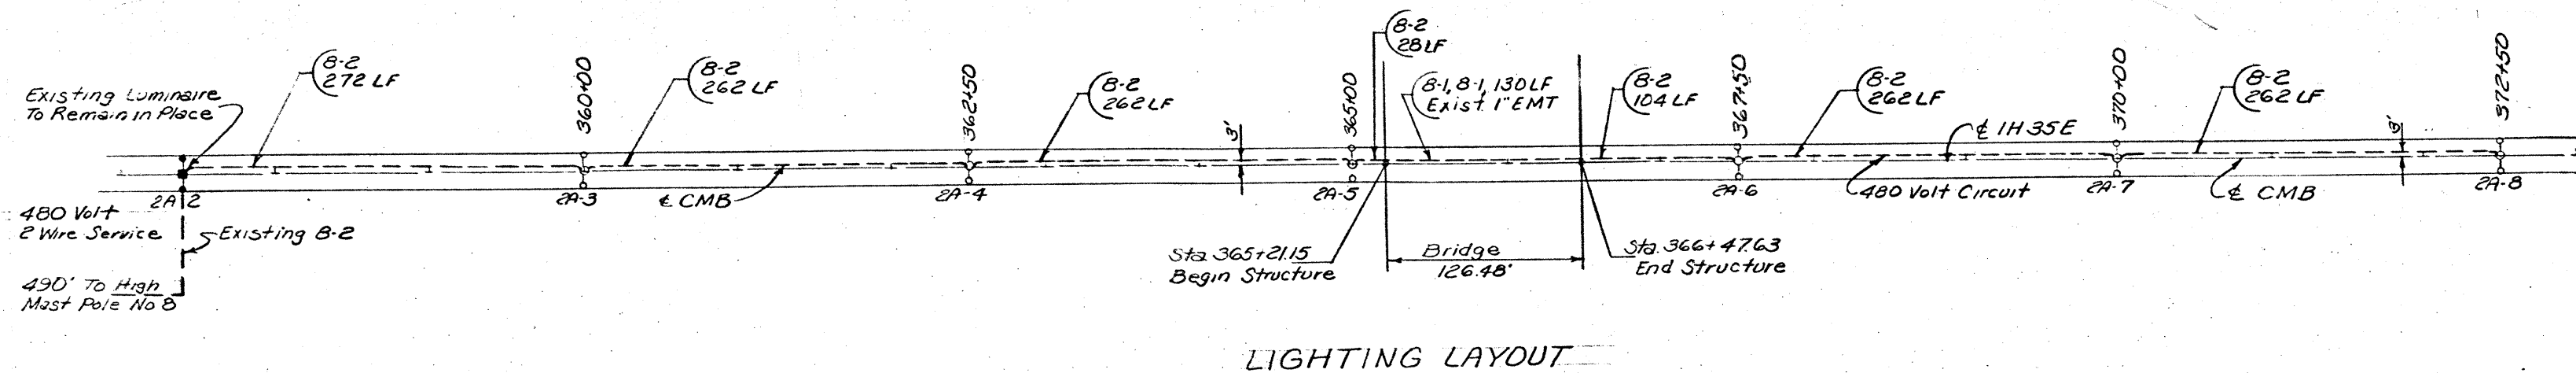 Existing Luminaire
To Remain in Place
8-2
272 LF
360+00
8-2
262 LF
362+50
8-2
262 LF
3'
365+00
8-2
28 LF
8-1, 8-1, 130 LF
Exist 1" EMT
8-2
104 LF
367+50
8-2
262 LF
℄ IH 35E
370+00
8-2
262 LF
3'
372+50
2A-2
2A-3
℄ CMB
2A-4
2A-5
2A-6
480 Volt Circuit
2A-7
℄ CMB
2A-8
480 Volt
2 Wire Service
Existing 8-2
490' To High
Mast Pole No 8
Sta 365+21.15
Begin Structure
Bridge
126.48'
Sta. 366+47.63
End Structure
LIGHTING LAYOUT